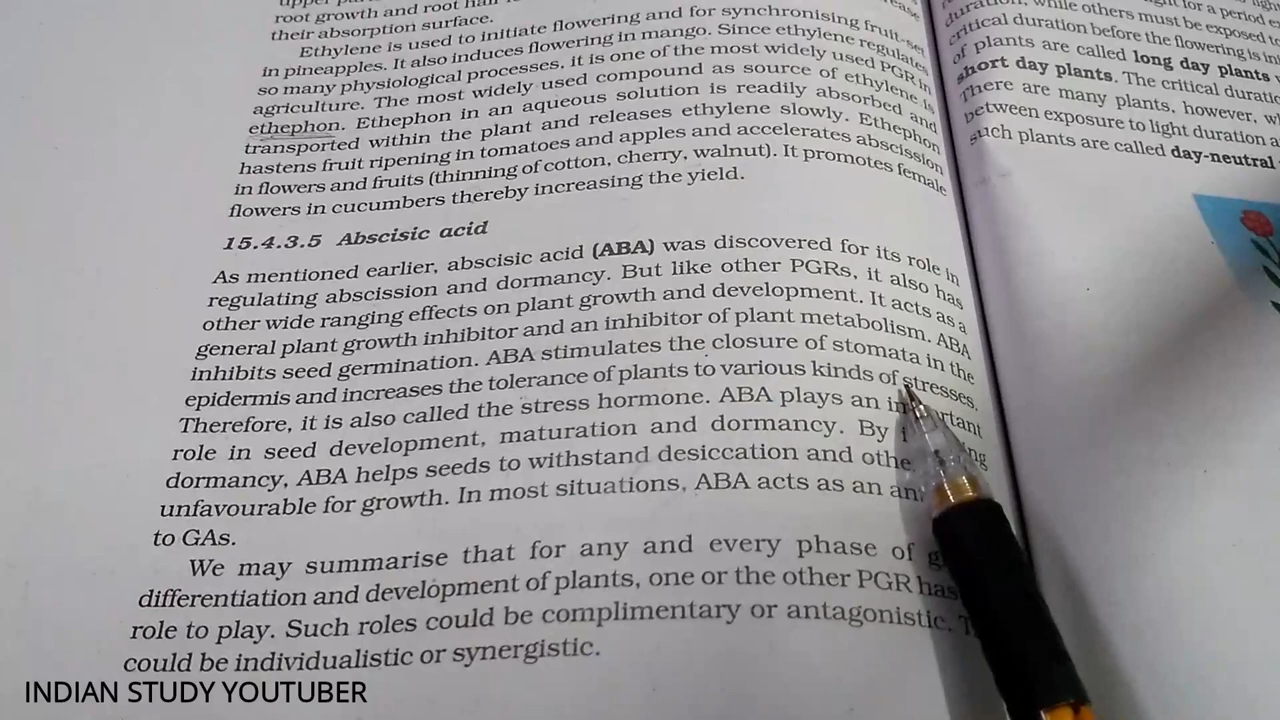 root growth and root
their absorption surface.
Ethylene is used to initiate flowering and for synchronising fruit-set
in pineapples. It also induces flowering in mango. Since ethylene regulates
so many physiological processes, it is one of the most widely used PGR in
agriculture. The most widely used compound as source of ethylene is
ethephon. Ethephon in an aqueous solution is readily absorbed and
transported within the plant and releases ethylene slowly. Ethephon
hastens fruit ripening in tomatoes and apples and accelerates abscission
in flowers and fruits (thinning of cotton, cherry, walnut). It promotes female
flowers in cucumbers thereby increasing the yield.
15.4.3.5 Abscisic acid
As mentioned earlier, abscisic acid (ABA) was discovered for its role in
regulating abscission and dormancy. But like other PGRs, it also has
other wide ranging effects on plant growth and development. It acts as a
general plant growth inhibitor and an inhibitor of plant metabolism. ABA
inhibits seed germination. ABA stimulates the closure of stomata in the
epidermis and increases the tolerance of plants to various kinds of stresses.
Therefore, it is also called the stress hormone. ABA plays an
role in seed development, maturation and dormancy. By
dormancy, ABA helps seeds to withstand desiccation and
unfavourable for growth. In most situations, ABA acts as an
to GAs.
We may summarise that for any and every phase of
differentiation and development of plants, one or the other PGR has
role to play. Such roles could be complimentary or antagonistic.
could be individualistic or synergistic.
for a period
while others must be exposed to
critical duration before the flowering is
of plants are called long day plants
short day plants. The critical
There are many plants, however,
between exposure to light duration
such plants are called day-neutral
INDIAN STUDY YOUTUBER